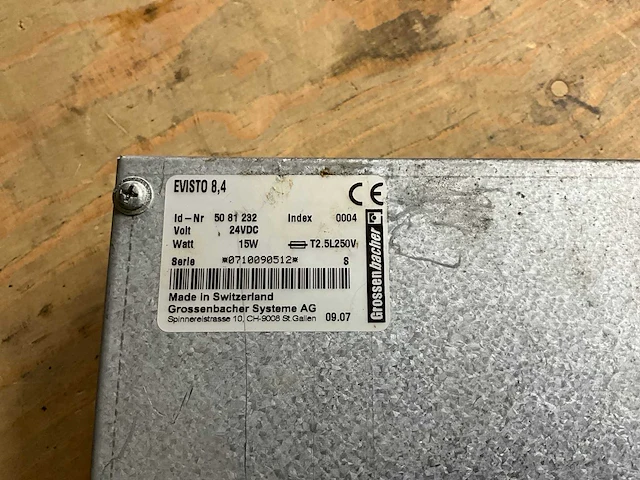 EVISTO 8,4
CE
Id-Nr 50 81 232 Index 0004
Volt 24VDC
Watt 15W T2.5L250V
Serie *0710090512* S
Made in Switzerland
Grossenbacher Systeme AG
Spinnereistrasse 10, CH-9008 St.Gallen 09.07
Grossenbacher